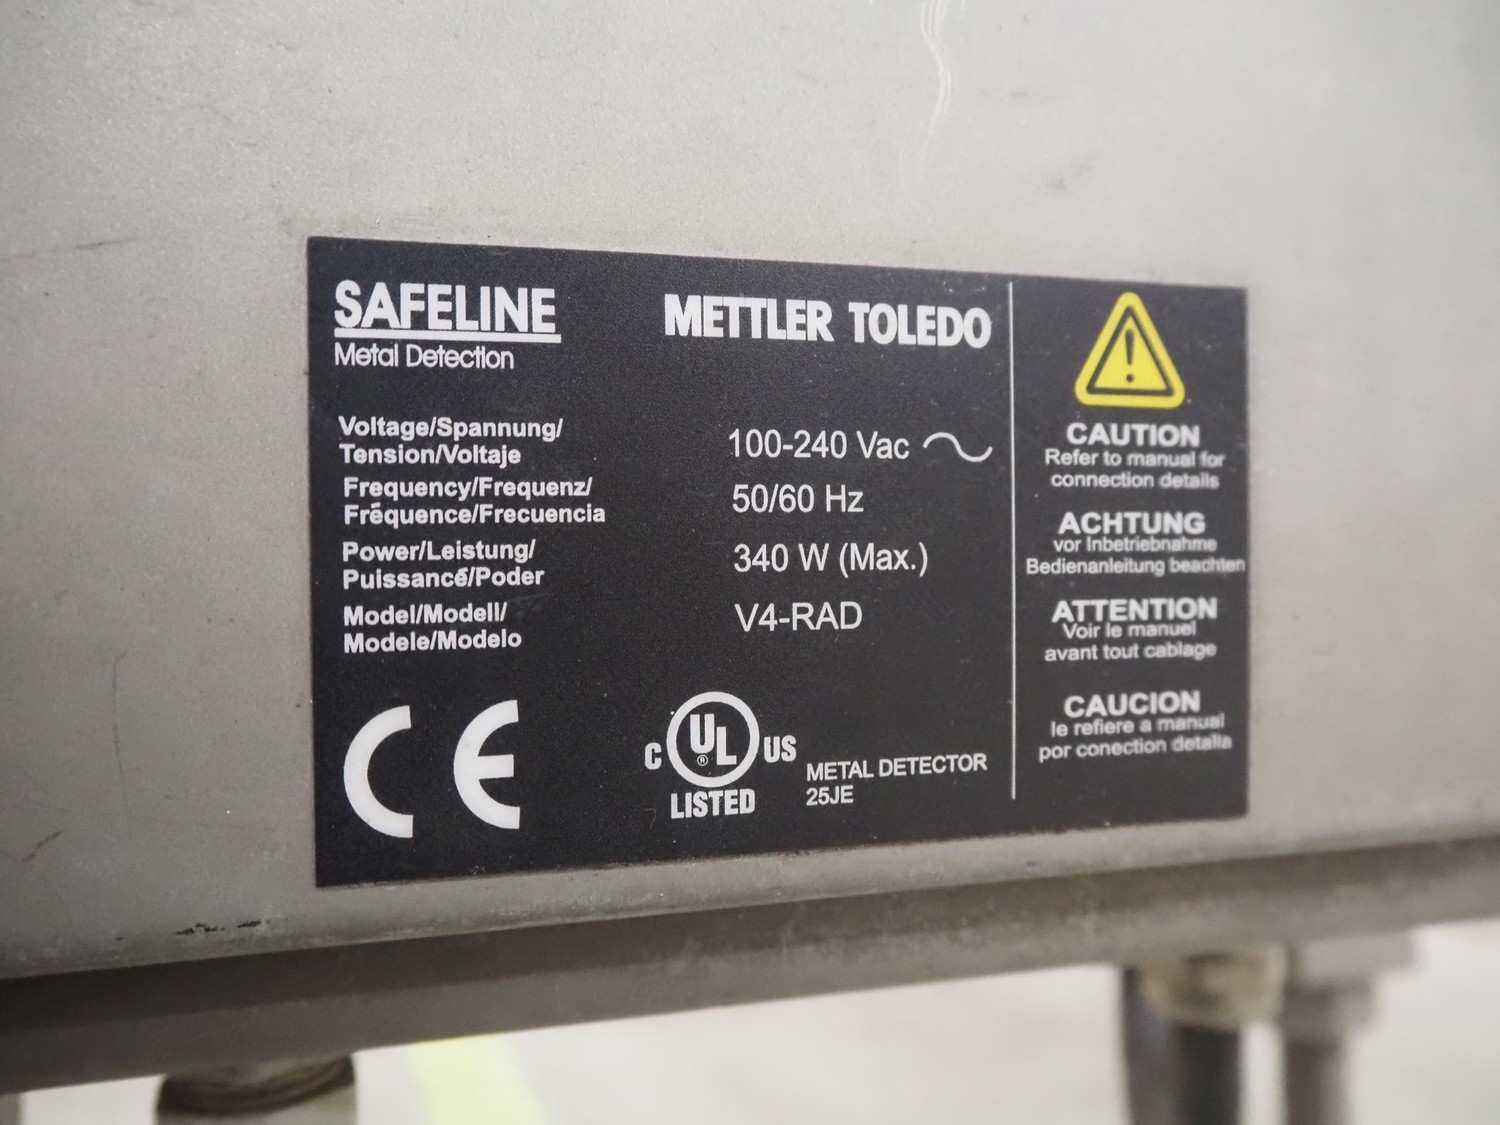 SAFELINE
Metal Detection
METTLER TOLEDO
Voltage/Spannung/
Tension/Voltaje
100-240 Vac
Frequency/Frequenz/
Fréquence/Frecuencia
50/60 Hz
Power/Leistung/
Puissancé/Poder
340 W (Max.)
Model/Modell/
Modele/Modelo
V4-RAD
CE
C UL ® US
LISTED
METAL DETECTOR
25JE
CAUTION
Refer to manual for
connection details
ACHTUNG
vor Inbetriebnahme
Bedienanleitung beachten
ATTENTION
Voir le manuel
avant tout cablage
CAUCION
le refiere a manual
por conection detalla